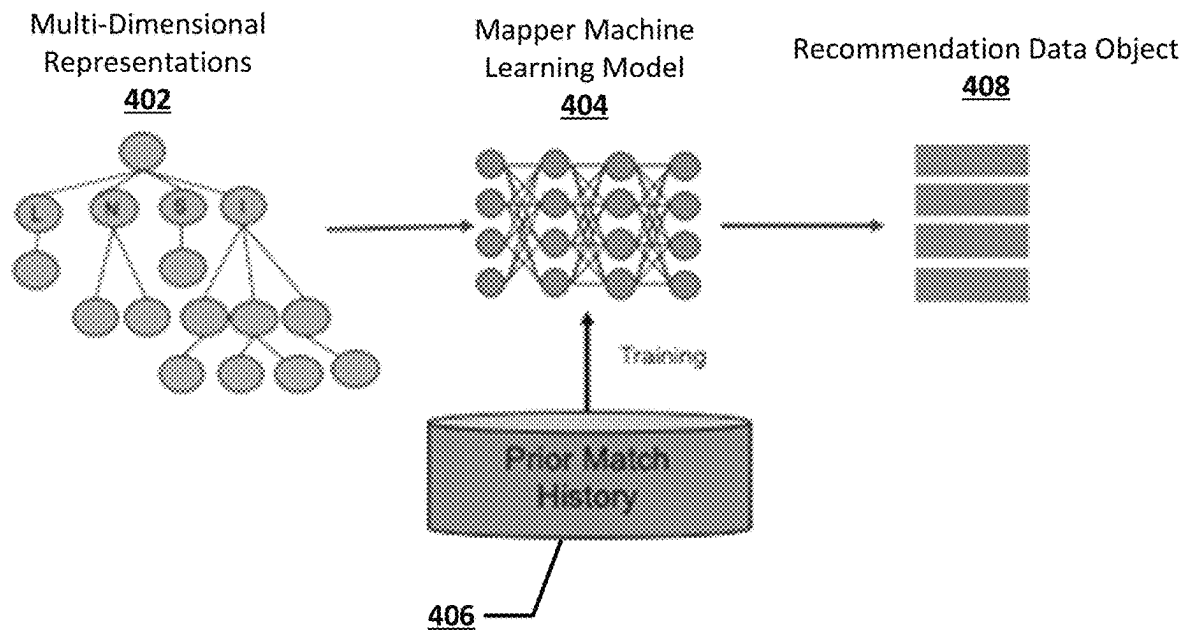 Multi-Dimensional
Representations
402
Mapper Machine
Learning Model
404
Recommendation Data Object
408
L
N
Training
Prior Match
History
406